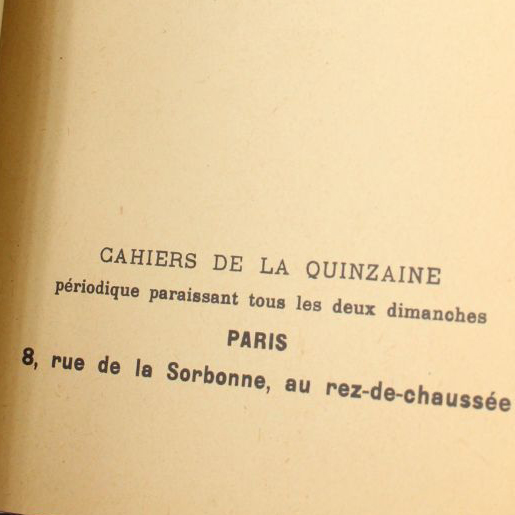 CAHIERS DE LA QUINZAINE
périodique paraissant tous les deux dimanches
PARIS
8, rue de la Sorbonne, au rez-de-chaussée